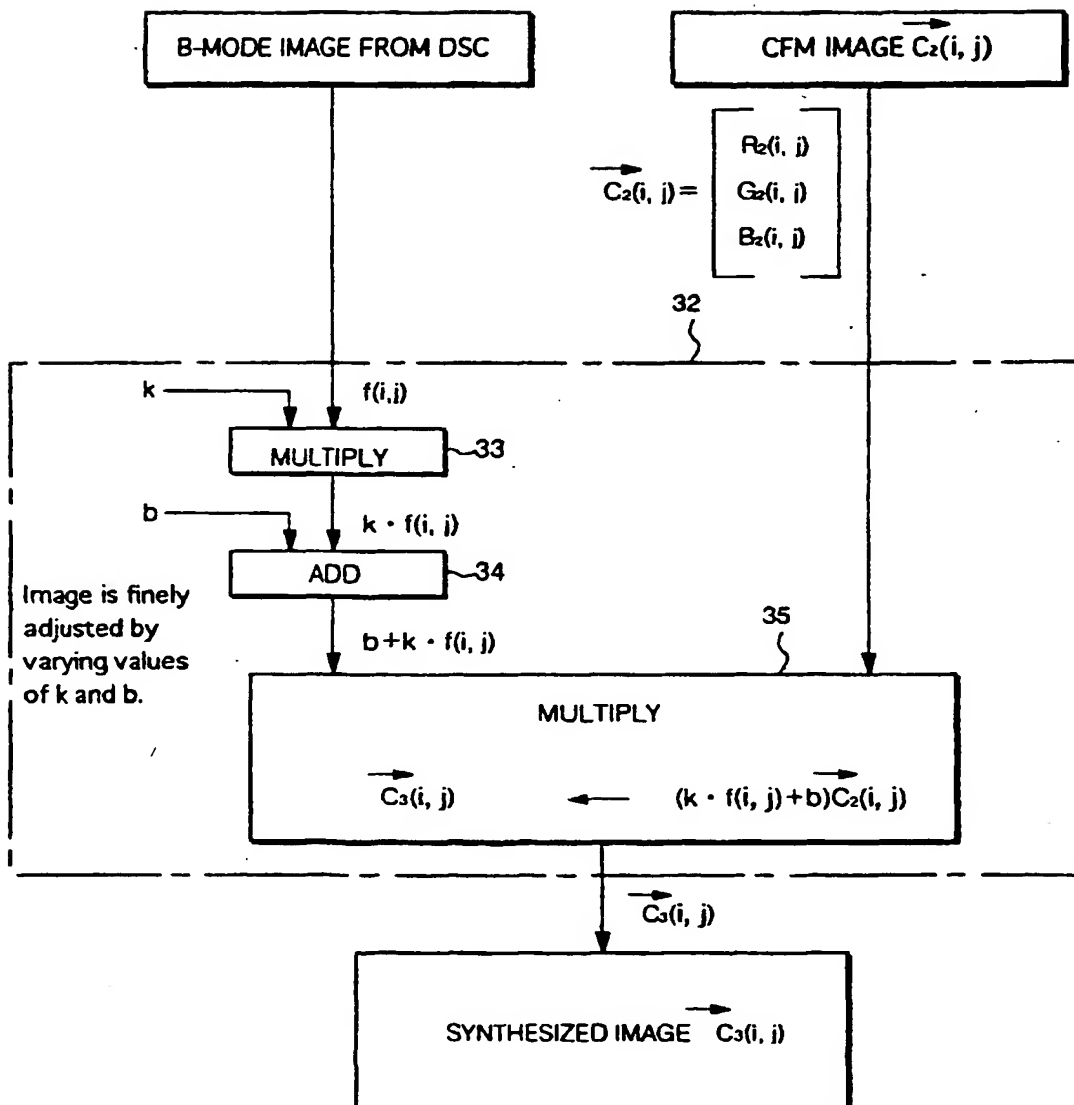 B-MODE IMAGE FROM DSC
CFM IMAGE C₂(i, j)
C₂(i, j) =
R₂(i, j)
G₂(i, j)
B₂(i, j)
32
k
f(i,j)
MULTIPLY
33
b
k · f(i, j)
ADD
34
Image is finely
adjusted by
varying values
of k and b.
b+k · f(i, j)
35
MULTIPLY
C₃(i, j) ← (k · f(i, j)+b)C₂(i, j)
C₃(i, j)
SYNTHESIZED IMAGE C₃(i, j)